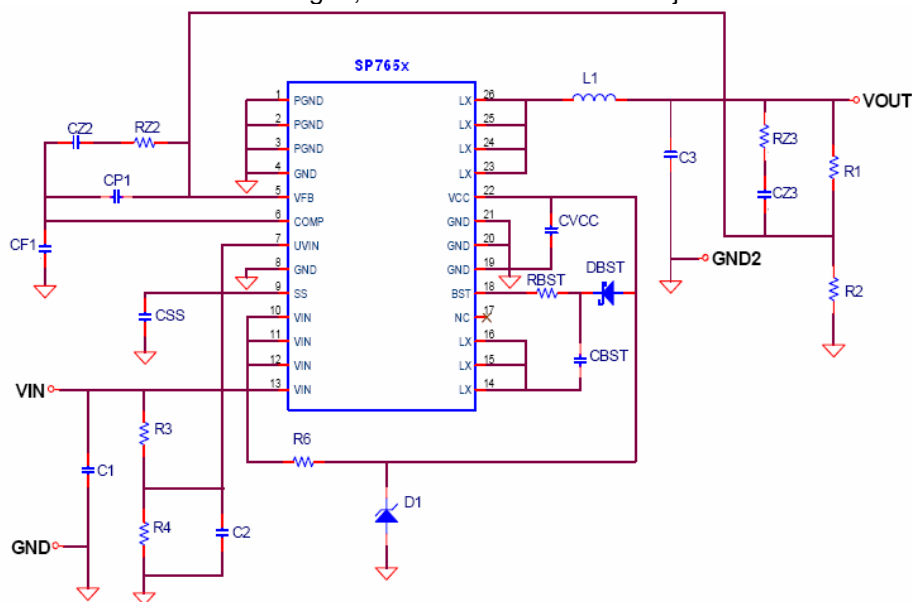 SP765x
L1
1 PGND LX 26
VOUT
2 PGND LX 25
CZ2 RZ2
3 PGND LX 24
RZ3
C3
4 GND LX 23
R1
CP1
5 VFB VCC 22
CZ3
6 COMP GND 21
CVCC
CF1
7 UVIN GND 20
8 GND GND 19
GND2
DBST
RBST
9 SS BST 18
R2
CSS
10 VIN NC 17
11 VIN LX 16
12 VIN LX 15
CBST
13 VIN LX 14
VIN
R3
R6
C1
D1
R4
C2
GND